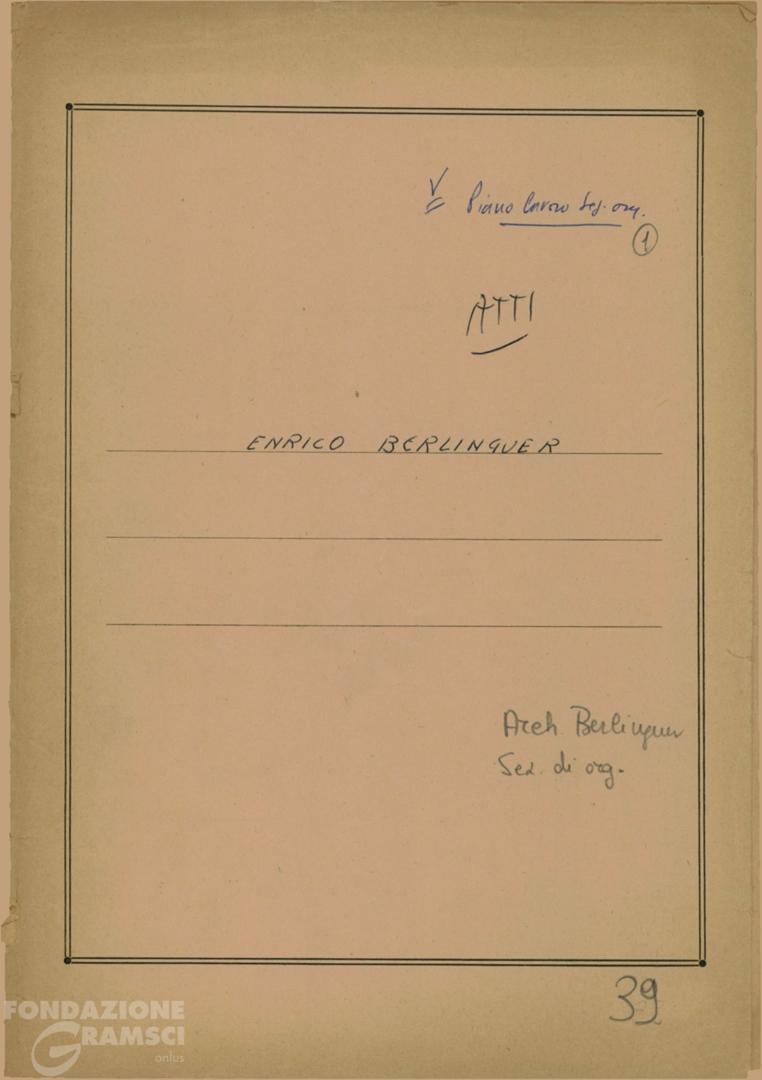 V Piano lavoro Sez. org.
1
ATTI
ENRICO BERLINGUER
Arch Berlinguer
Sez. di org.
39
FONDAZIONE
GRAMSCI
onlus